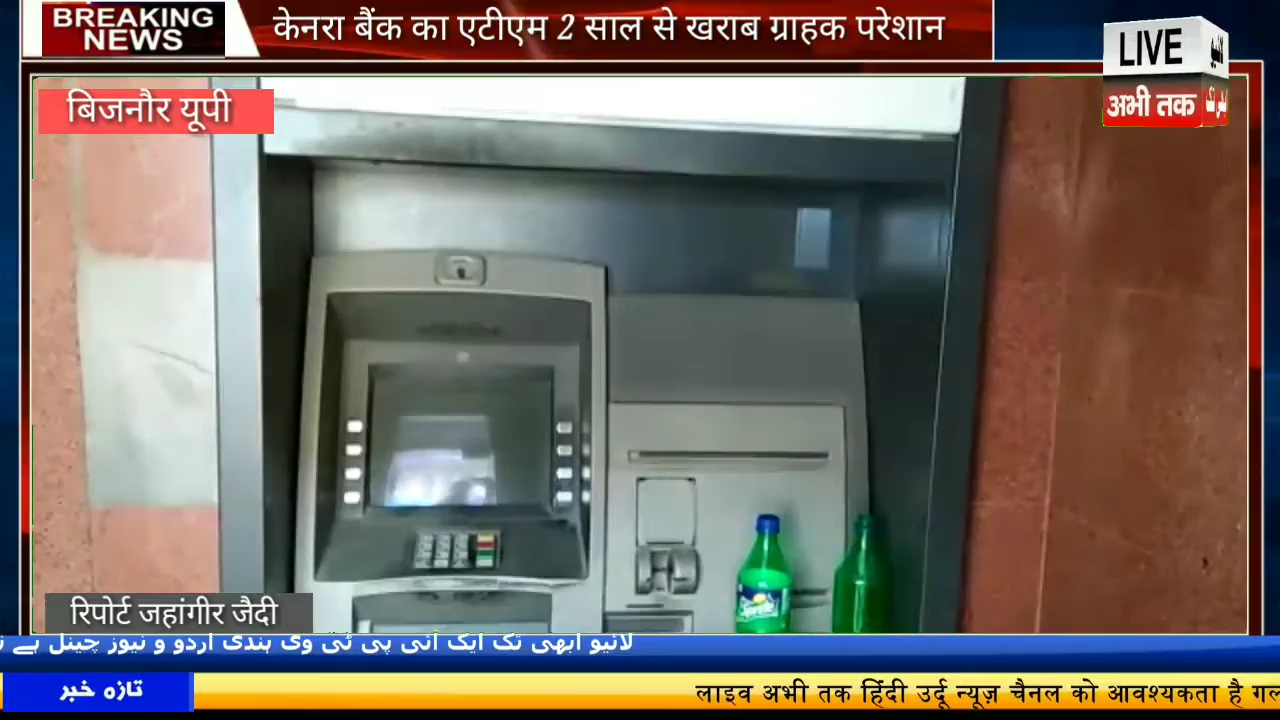 BREAKING
NEWS
केनरा बैंक का एटीएम 2 साल से खराब ग्राहक परेशान
LIVE
अभी तक
बिजनौर यूपी
Sprite
रिपोर्ट जहांगीर जैदी
لائیو ابھی تک ایک آئی پی ٹی وی ہندی اردو و نیوز چینل ہے
تازہ خبر
लाइव अभी तक हिंदी उर्दू न्यूज़ चैनल को आवश्यकता है